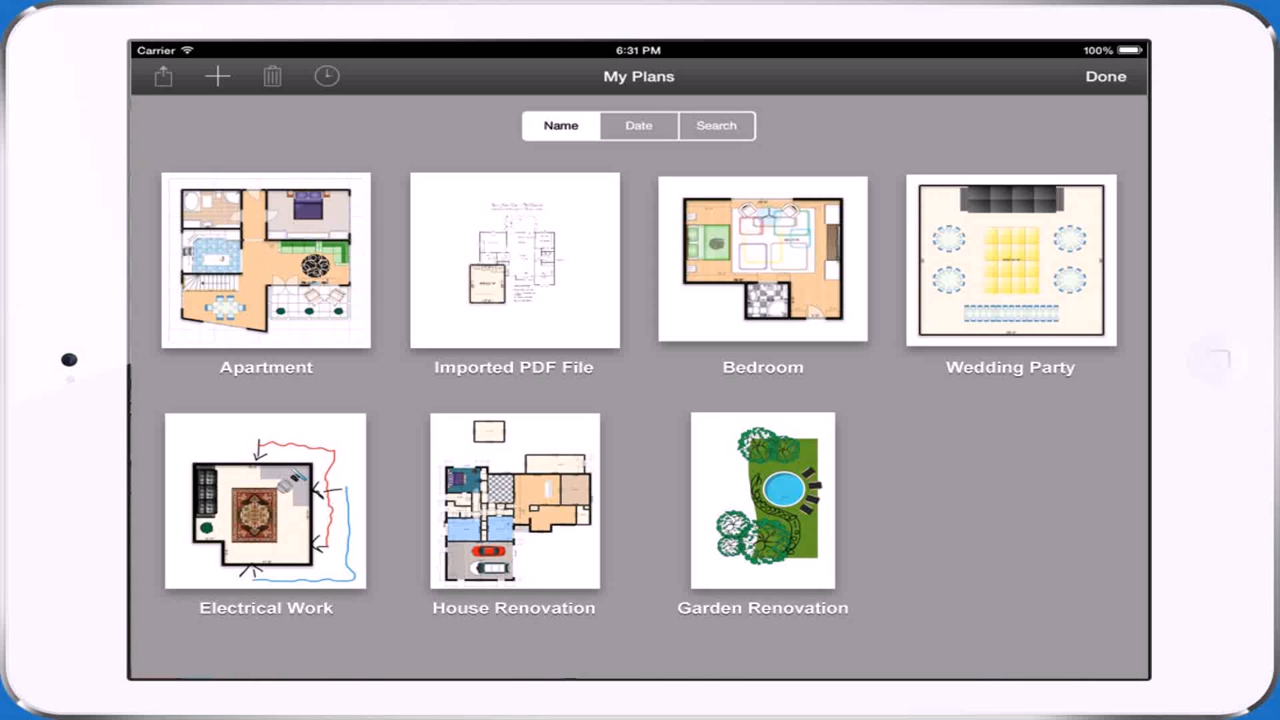 Carrier 6:31 PM 100%
My Plans Done
Name Date Search
Apartment Imported PDF File Bedroom Wedding Party
Electrical Work House Renovation Garden Renovation